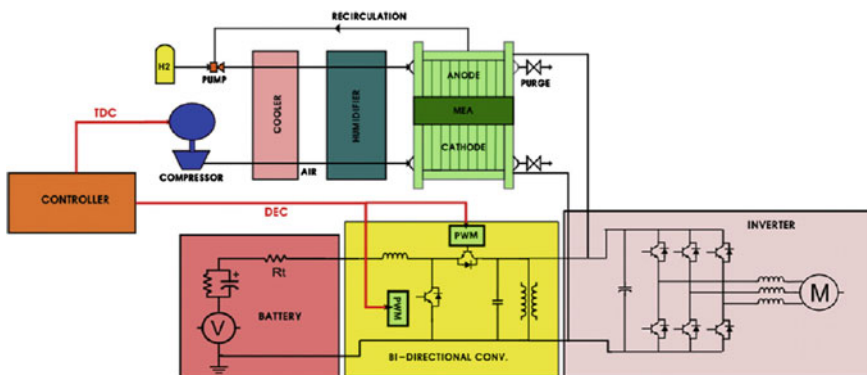 RECIRCULATION
H2
PUMP
COOLER
HUMIDIFIER
ANODE
MEA
CATHODE
PURGE
TDC
COMPRESSOR
AIR
CONTROLLER
DEC
PWM
INVERTER
Rt
PWM
BATTERY
V
M
BI-DIRECTIONAL CONV.